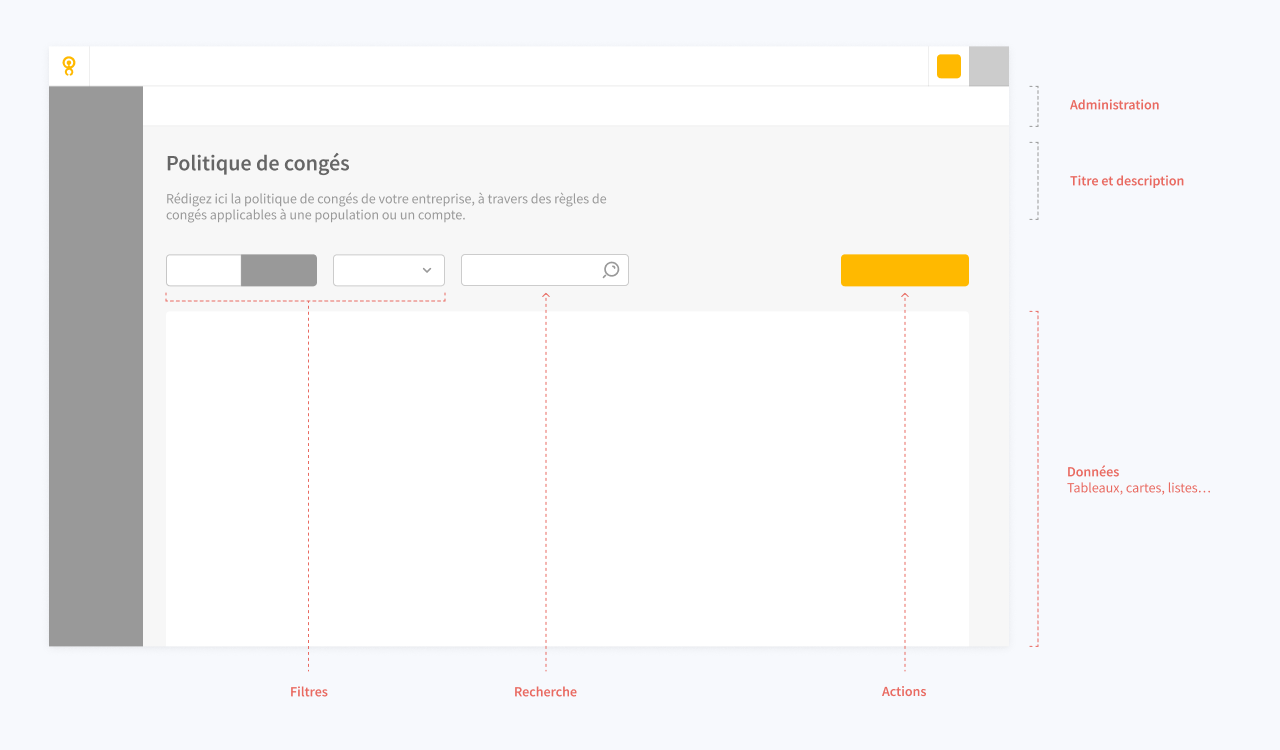 Administration
Politique de congés
Titre et description
Rédigez ici la politique de congés de votre entreprise, à travers des règles de
congés applicables à une population ou un compte.
Données
Tableaux, cartes, listes…
Filtres
Recherche
Actions